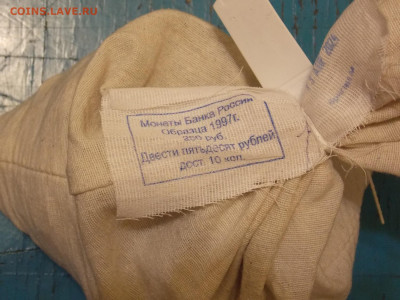 COINS.LAVE.RU
Монеты Банка России
Образца 1997г.
250 руб.
Двести пятьдесят рублей
дост. 10 коп.